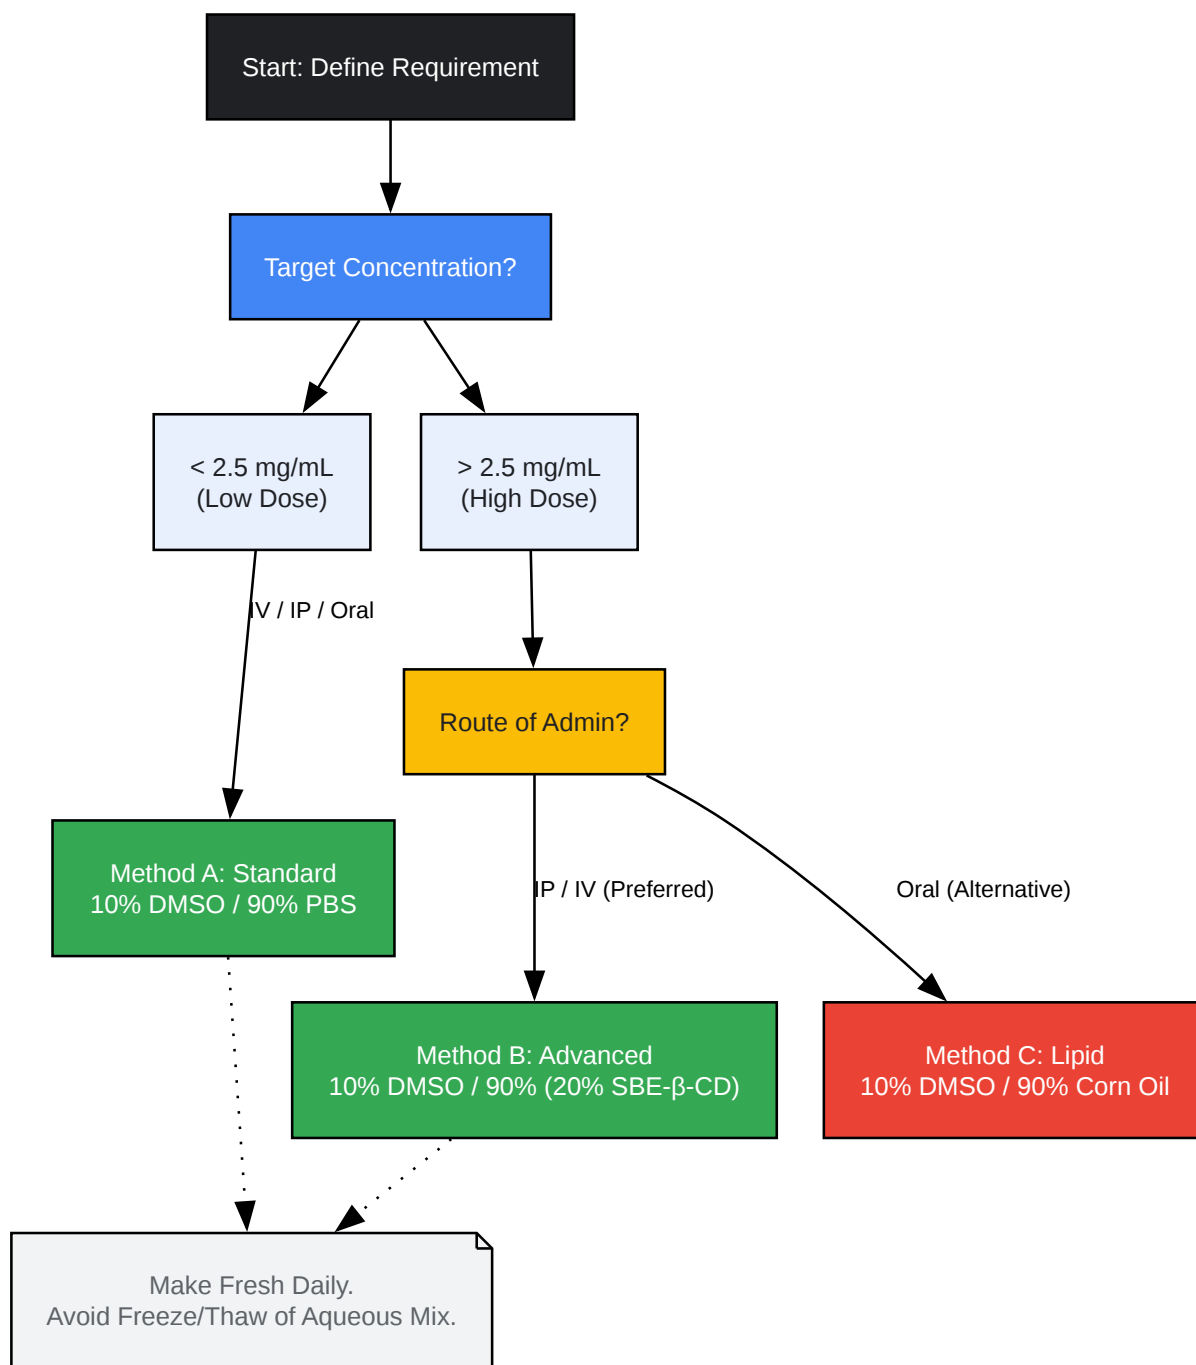 Start: Define Requirement
Target Concentration?
< 2.5 mg/mL
(Low Dose)
> 2.5 mg/mL
(High Dose)
IV / IP / Oral
Route of Admin?
Method A: Standard
10% DMSO / 90% PBS
IP / IV (Preferred)
Oral (Alternative)
Method B: Advanced
10% DMSO / 90% (20% SBE-β-CD)
Method C: Lipid
10% DMSO / 90% Corn Oil
Make Fresh Daily.
Avoid Freeze/Thaw of Aqueous Mix.